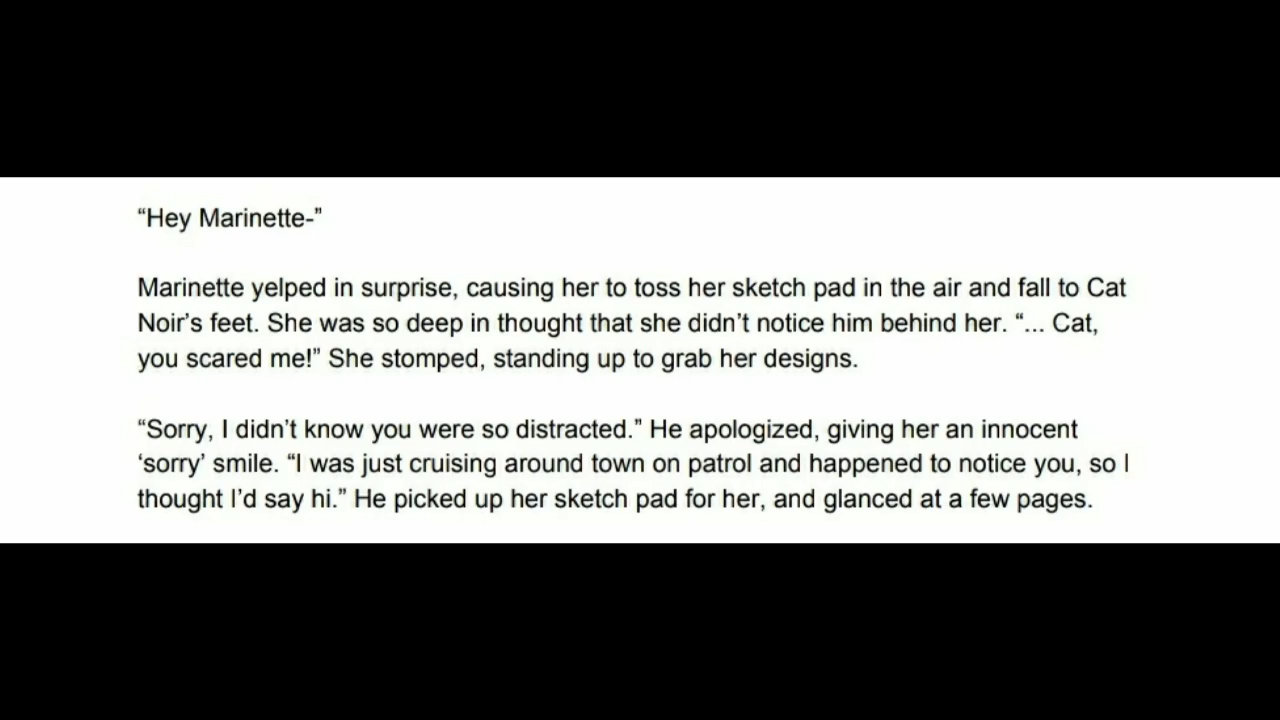 “Hey Marinette-”
Marinette yelped in surprise, causing her to toss her sketch pad in the air and fall to Cat
Noir’s feet. She was so deep in thought that she didn’t notice him behind her. “... Cat,
you scared me!” She stomped, standing up to grab her designs.
“Sorry, I didn’t know you were so distracted.” He apologized, giving her an innocent
‘sorry’ smile. “I was just cruising around town on patrol and happened to notice you, so I
thought I’d say hi.” He picked up her sketch pad for her, and glanced at a few pages.